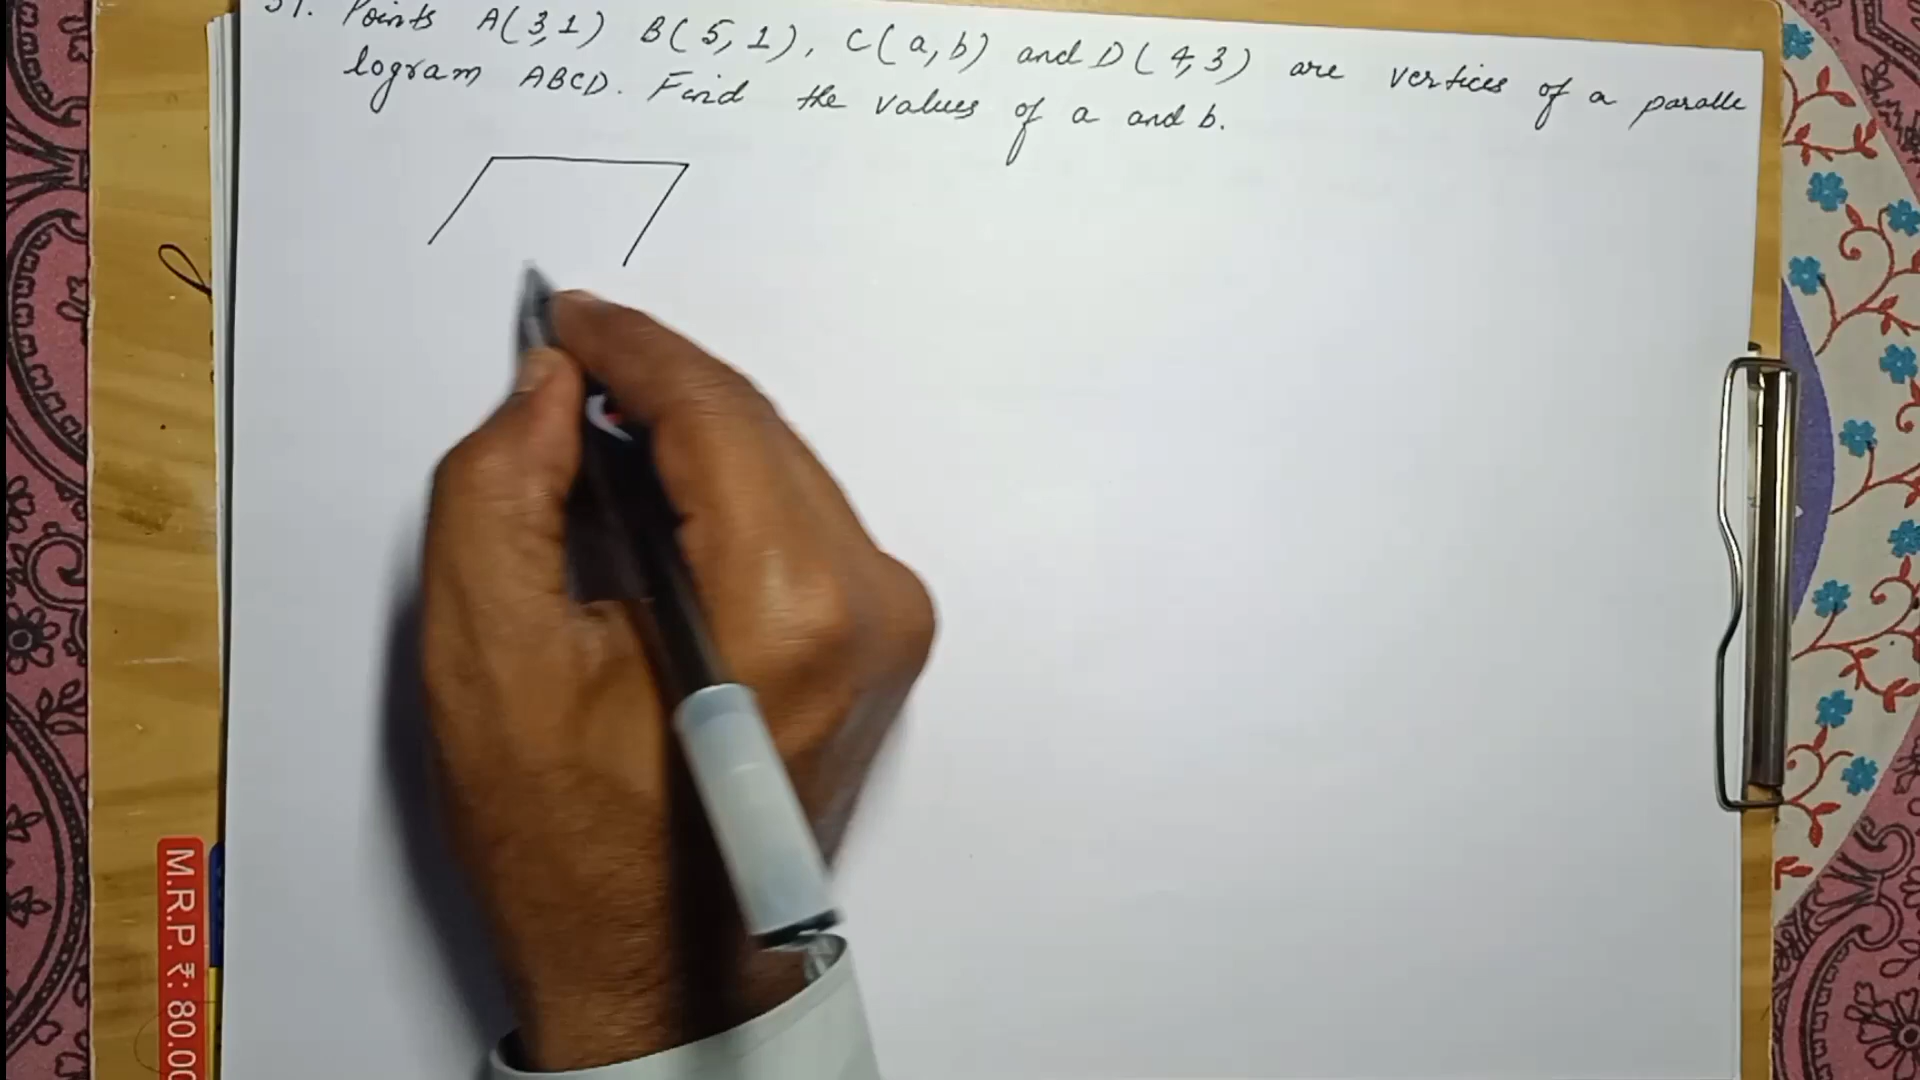 Points A(3,1) B(5,1), C(a,b) and D(4,3) are vertices of a paralle
logram ABCD. Find the values of a and b.
M.R.P. ₹: 80.00